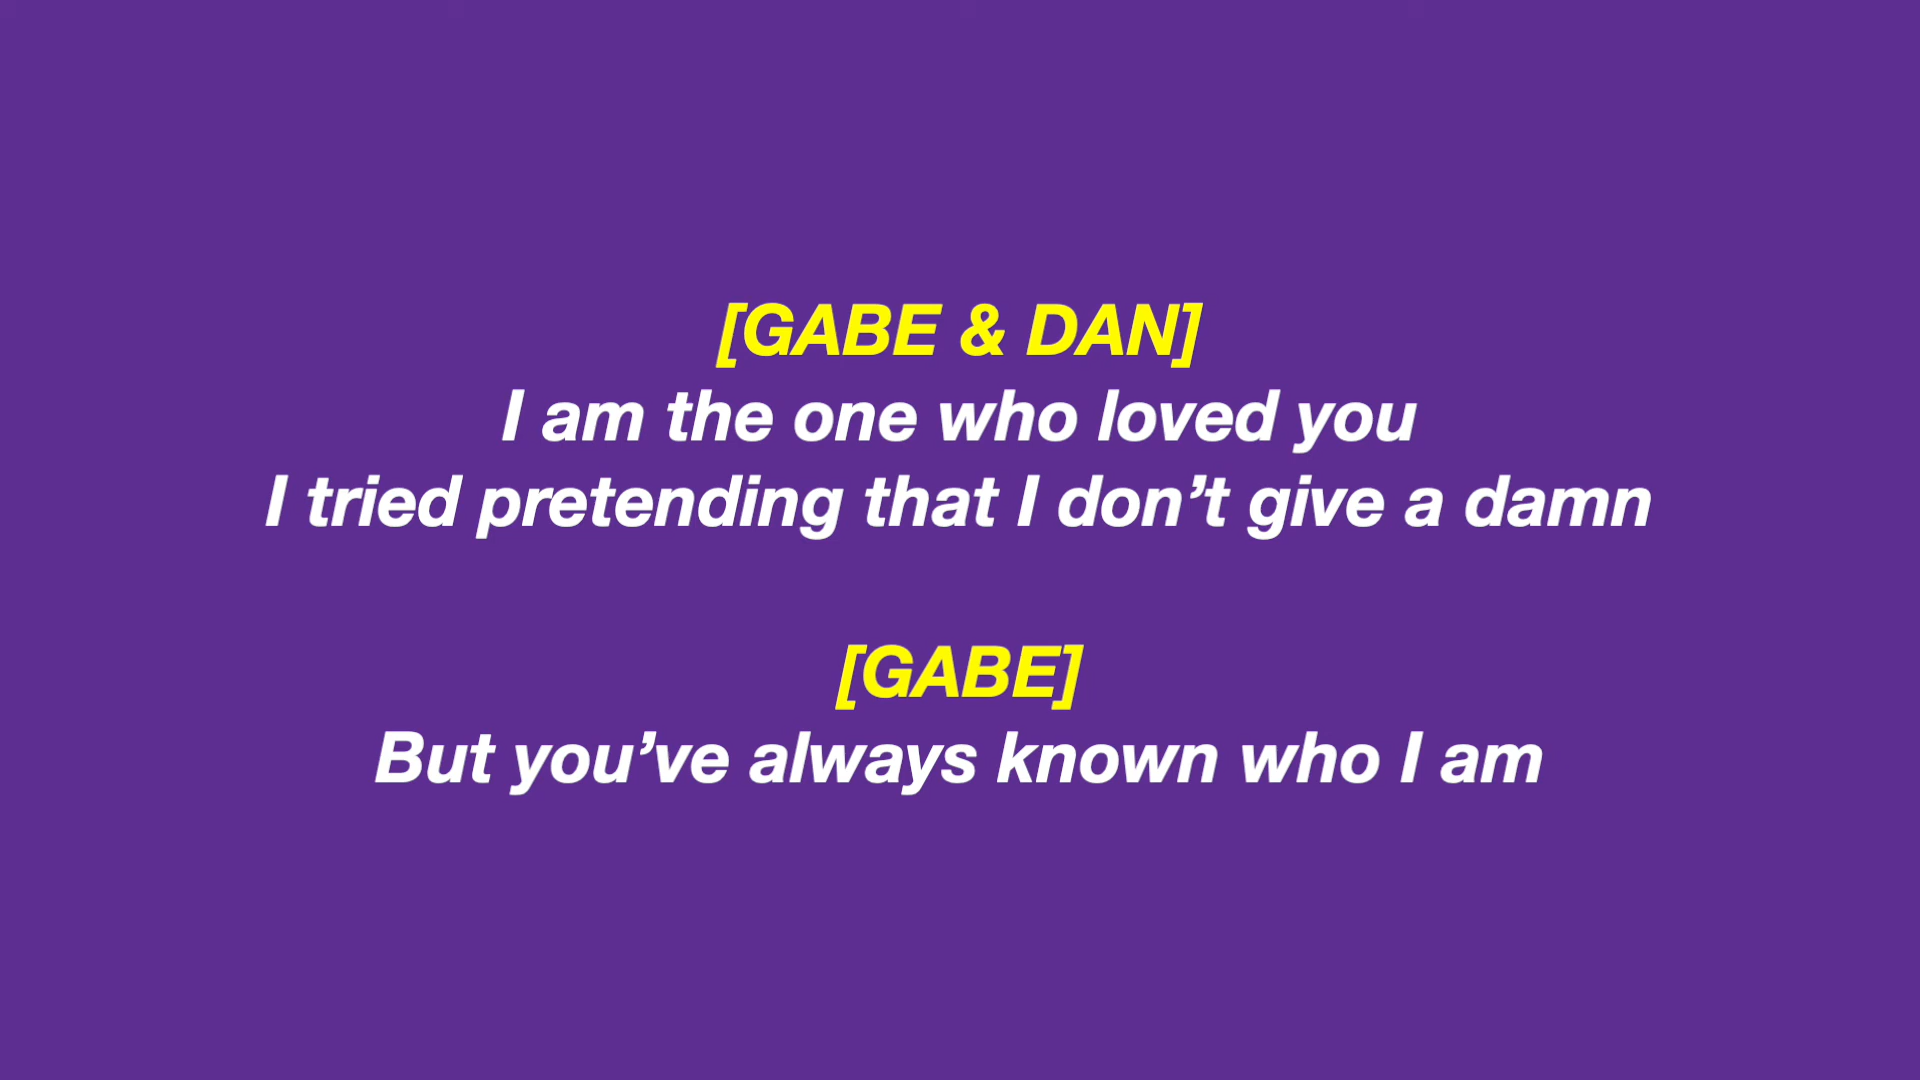 [GABE & DAN]
I am the one who loved you
I tried pretending that I don’t give a damn
[GABE]
But you’ve always known who I am